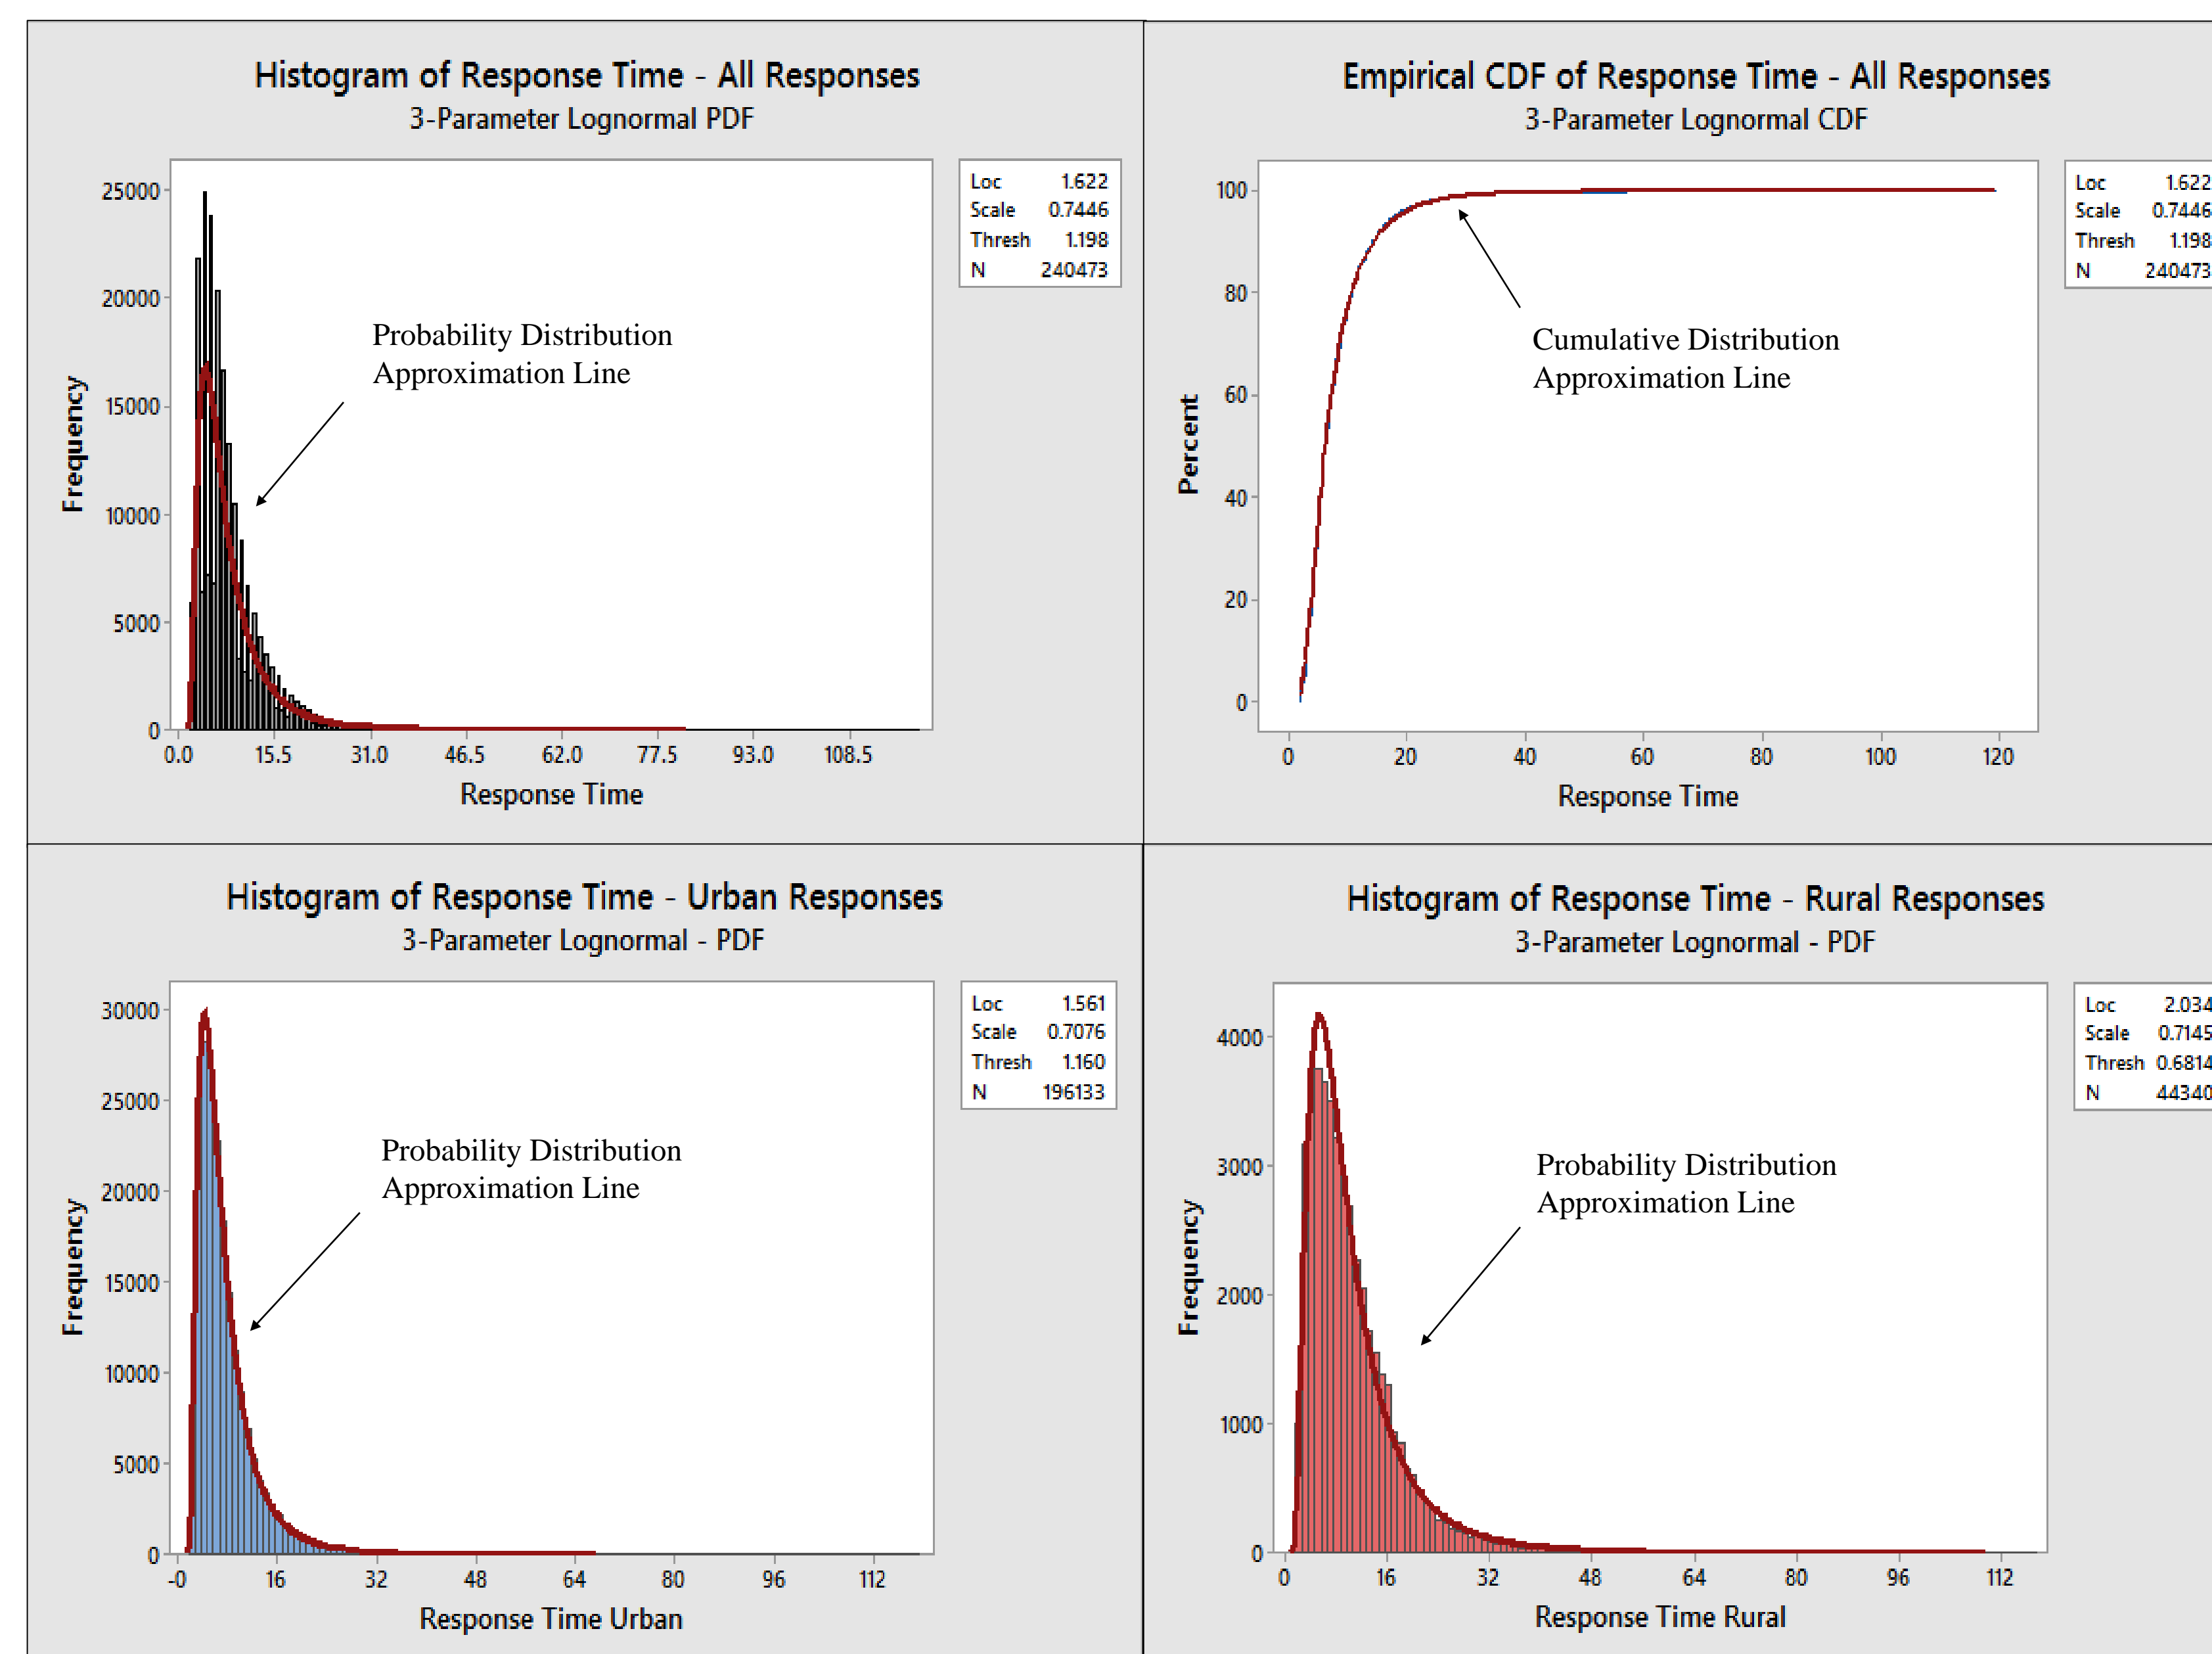 Histogram of Response Time - All Responses
3-Parameter Lognormal PDF
Loc 1.622
Scale 0.7446
Thresh 1.198
N 240473
Probability Distribution
Approximation Line
Frequency
25000
20000
15000
10000
5000
0
0.0 15.5 31.0 46.5 62.0 77.5 93.0 108.5
Response Time
Empirical CDF of Response Time - All Responses
3-Parameter Lognormal CDF
Loc 1.622
Scale 0.7446
Thresh 1.198
N 240473
Cumulative Distribution
Approximation Line
Percent
100
80
60
40
20
0
0 20 40 60 80 100 120
Response Time
Histogram of Response Time - Urban Responses
3-Parameter Lognormal - PDF
Loc 1.561
Scale 0.7076
Thresh 1.160
N 196133
Probability Distribution
Approximation Line
Frequency
30000
25000
20000
15000
10000
5000
0
-0 16 32 48 64 80 96 112
Response Time Urban
Histogram of Response Time - Rural Responses
3-Parameter Lognormal - PDF
Loc 2.034
Scale 0.7145
Thresh 0.6814
N 44340
Probability Distribution
Approximation Line
Frequency
4000
3000
2000
1000
0
0 16 32 48 64 80 96 112
Response Time Rural